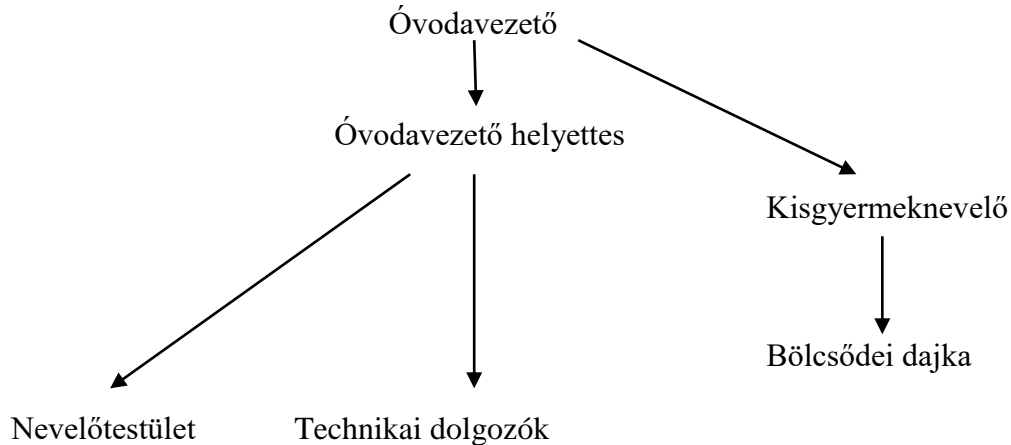 Óvodavezető
Óvodavezető helyettes
Kisgyermeknevelő
Bölcsődei dajka
Nevelőtestület
Technikai dolgozók